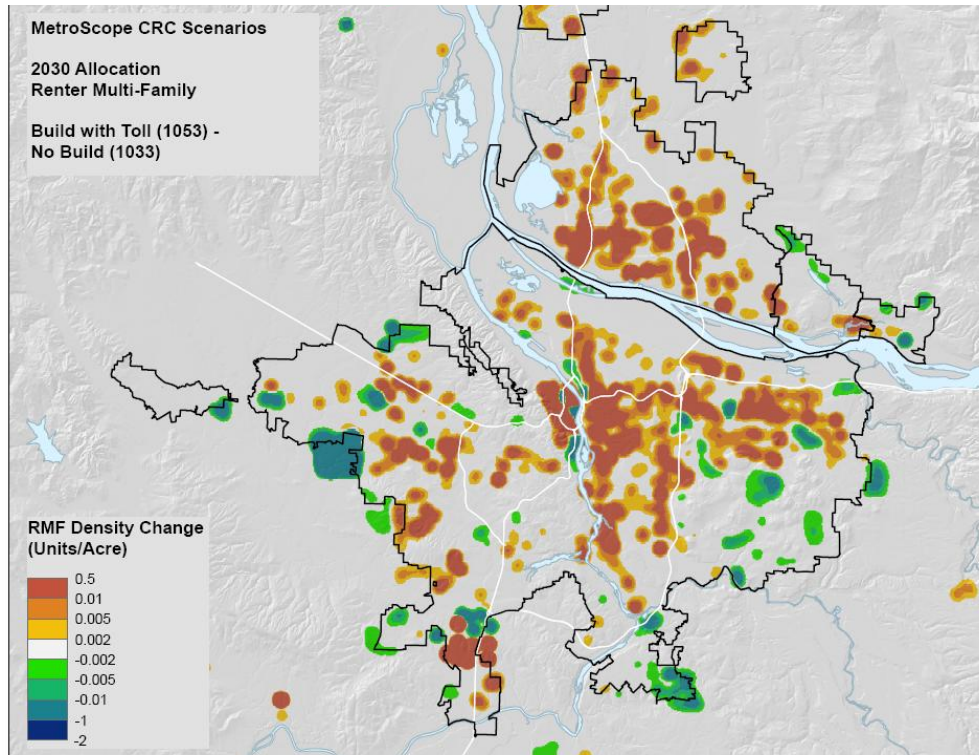 MetroScope CRC Scenarios
2030 Allocation
Renter Multi-Family
Build with Toll (1053) -
No Build (1033)
RMF Density Change
(Units/Acre)
0.5
0.01
0.005
0.002
-0.002
-0.005
-0.01
-1
-2